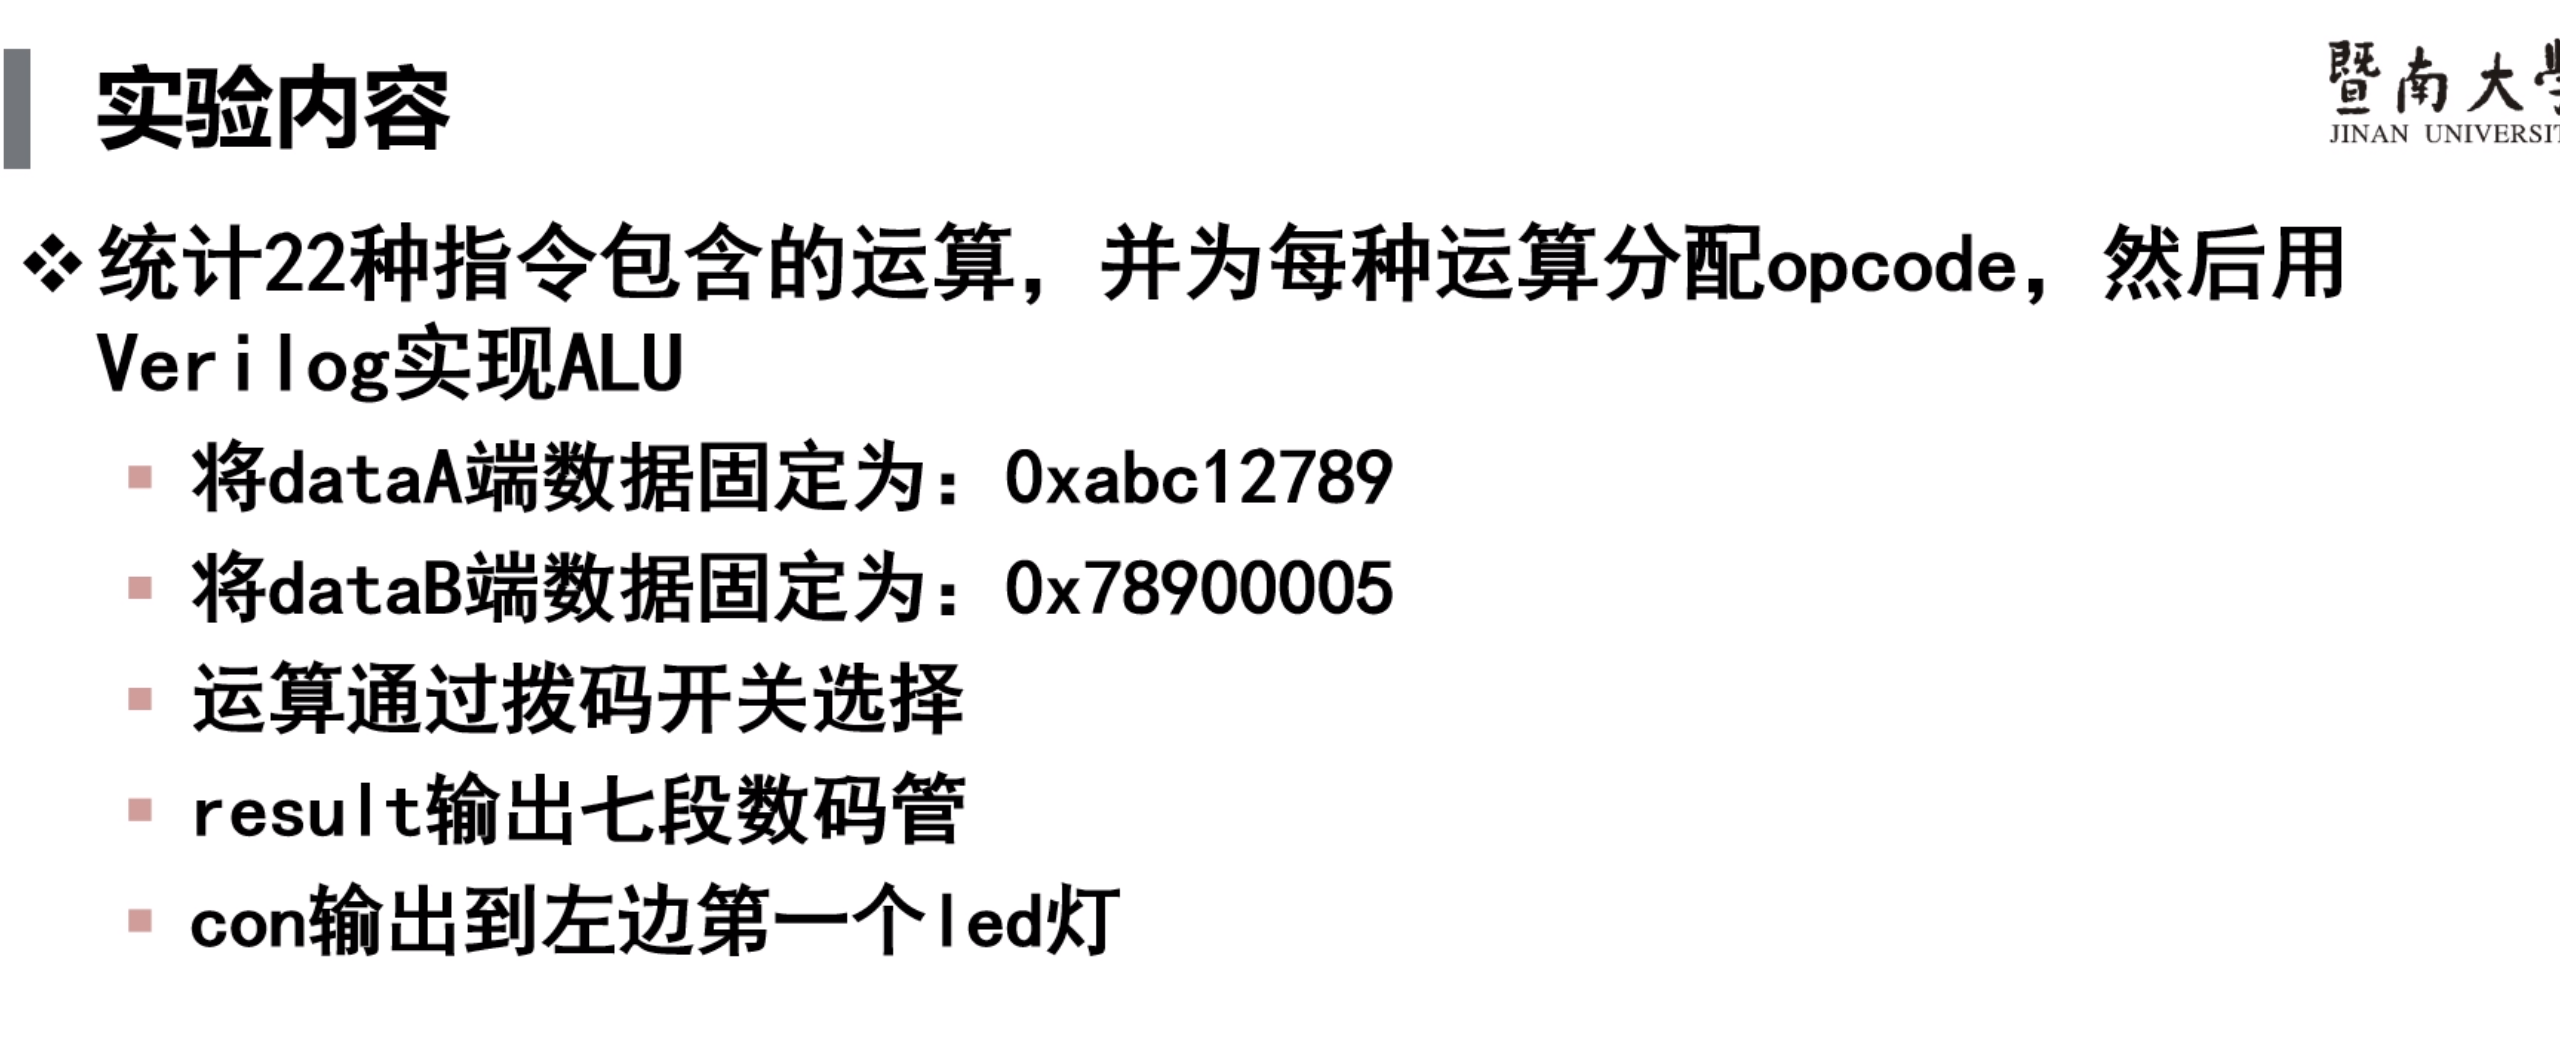 实验内容
暨南大
JINAN UNIVERSIT
统计22种指令包含的运算，并为每种运算分配opcode，然后用
Verilog实现ALU
将dataA端数据固定为：0xabc12789
将dataB端数据固定为：0x78900005
运算通过拨码开关选择
result输出七段数码管
con输出到左边第一个led灯